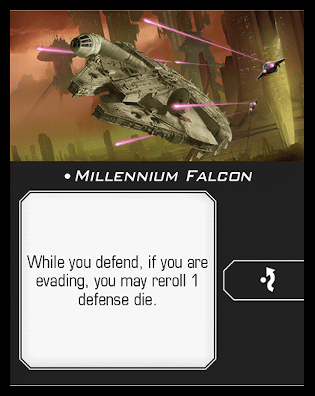 • MILLENNIUM FALCON
While you defend, if you are
evading, you may reroll 1
defense die.